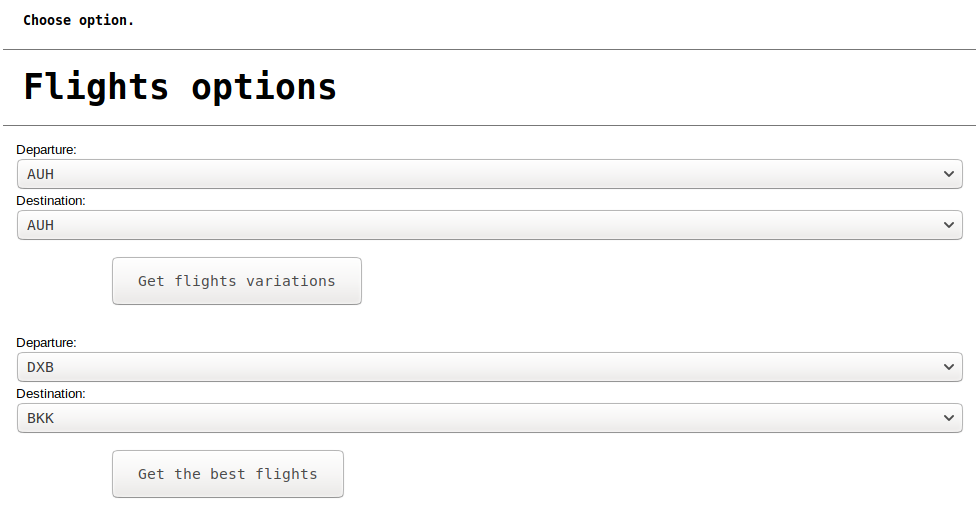 Choose option.
Flights options
Departure:
AUH
Destination:
AUH
Get flights variations
Departure:
DXB
Destination:
BKK
Get the best flights